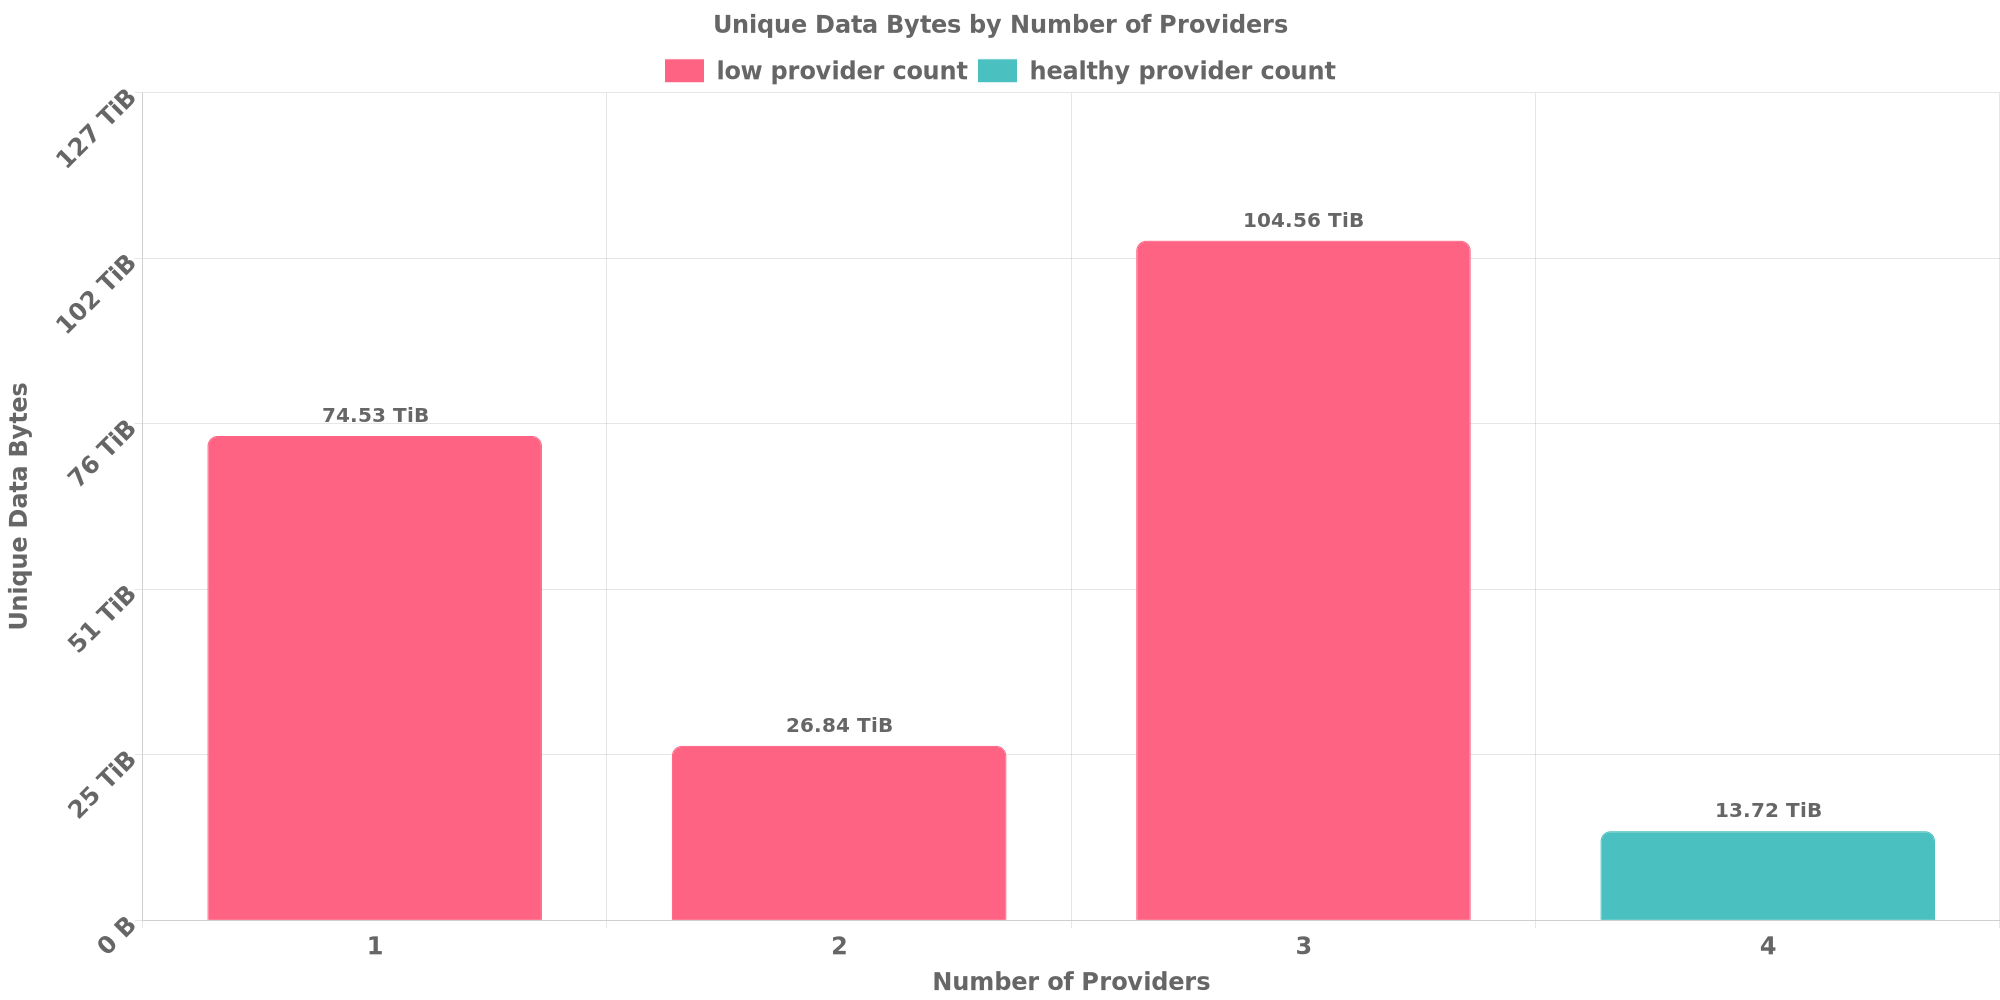 Unique Data Bytes by Number of Providers
low provider count healthy provider count
127 TiB
102 TiB
76 TiB
51 TiB
25 TiB
0 B
Unique Data Bytes
74.53 TiB
26.84 TiB
104.56 TiB
13.72 TiB
1 2 3 4
Number of Providers